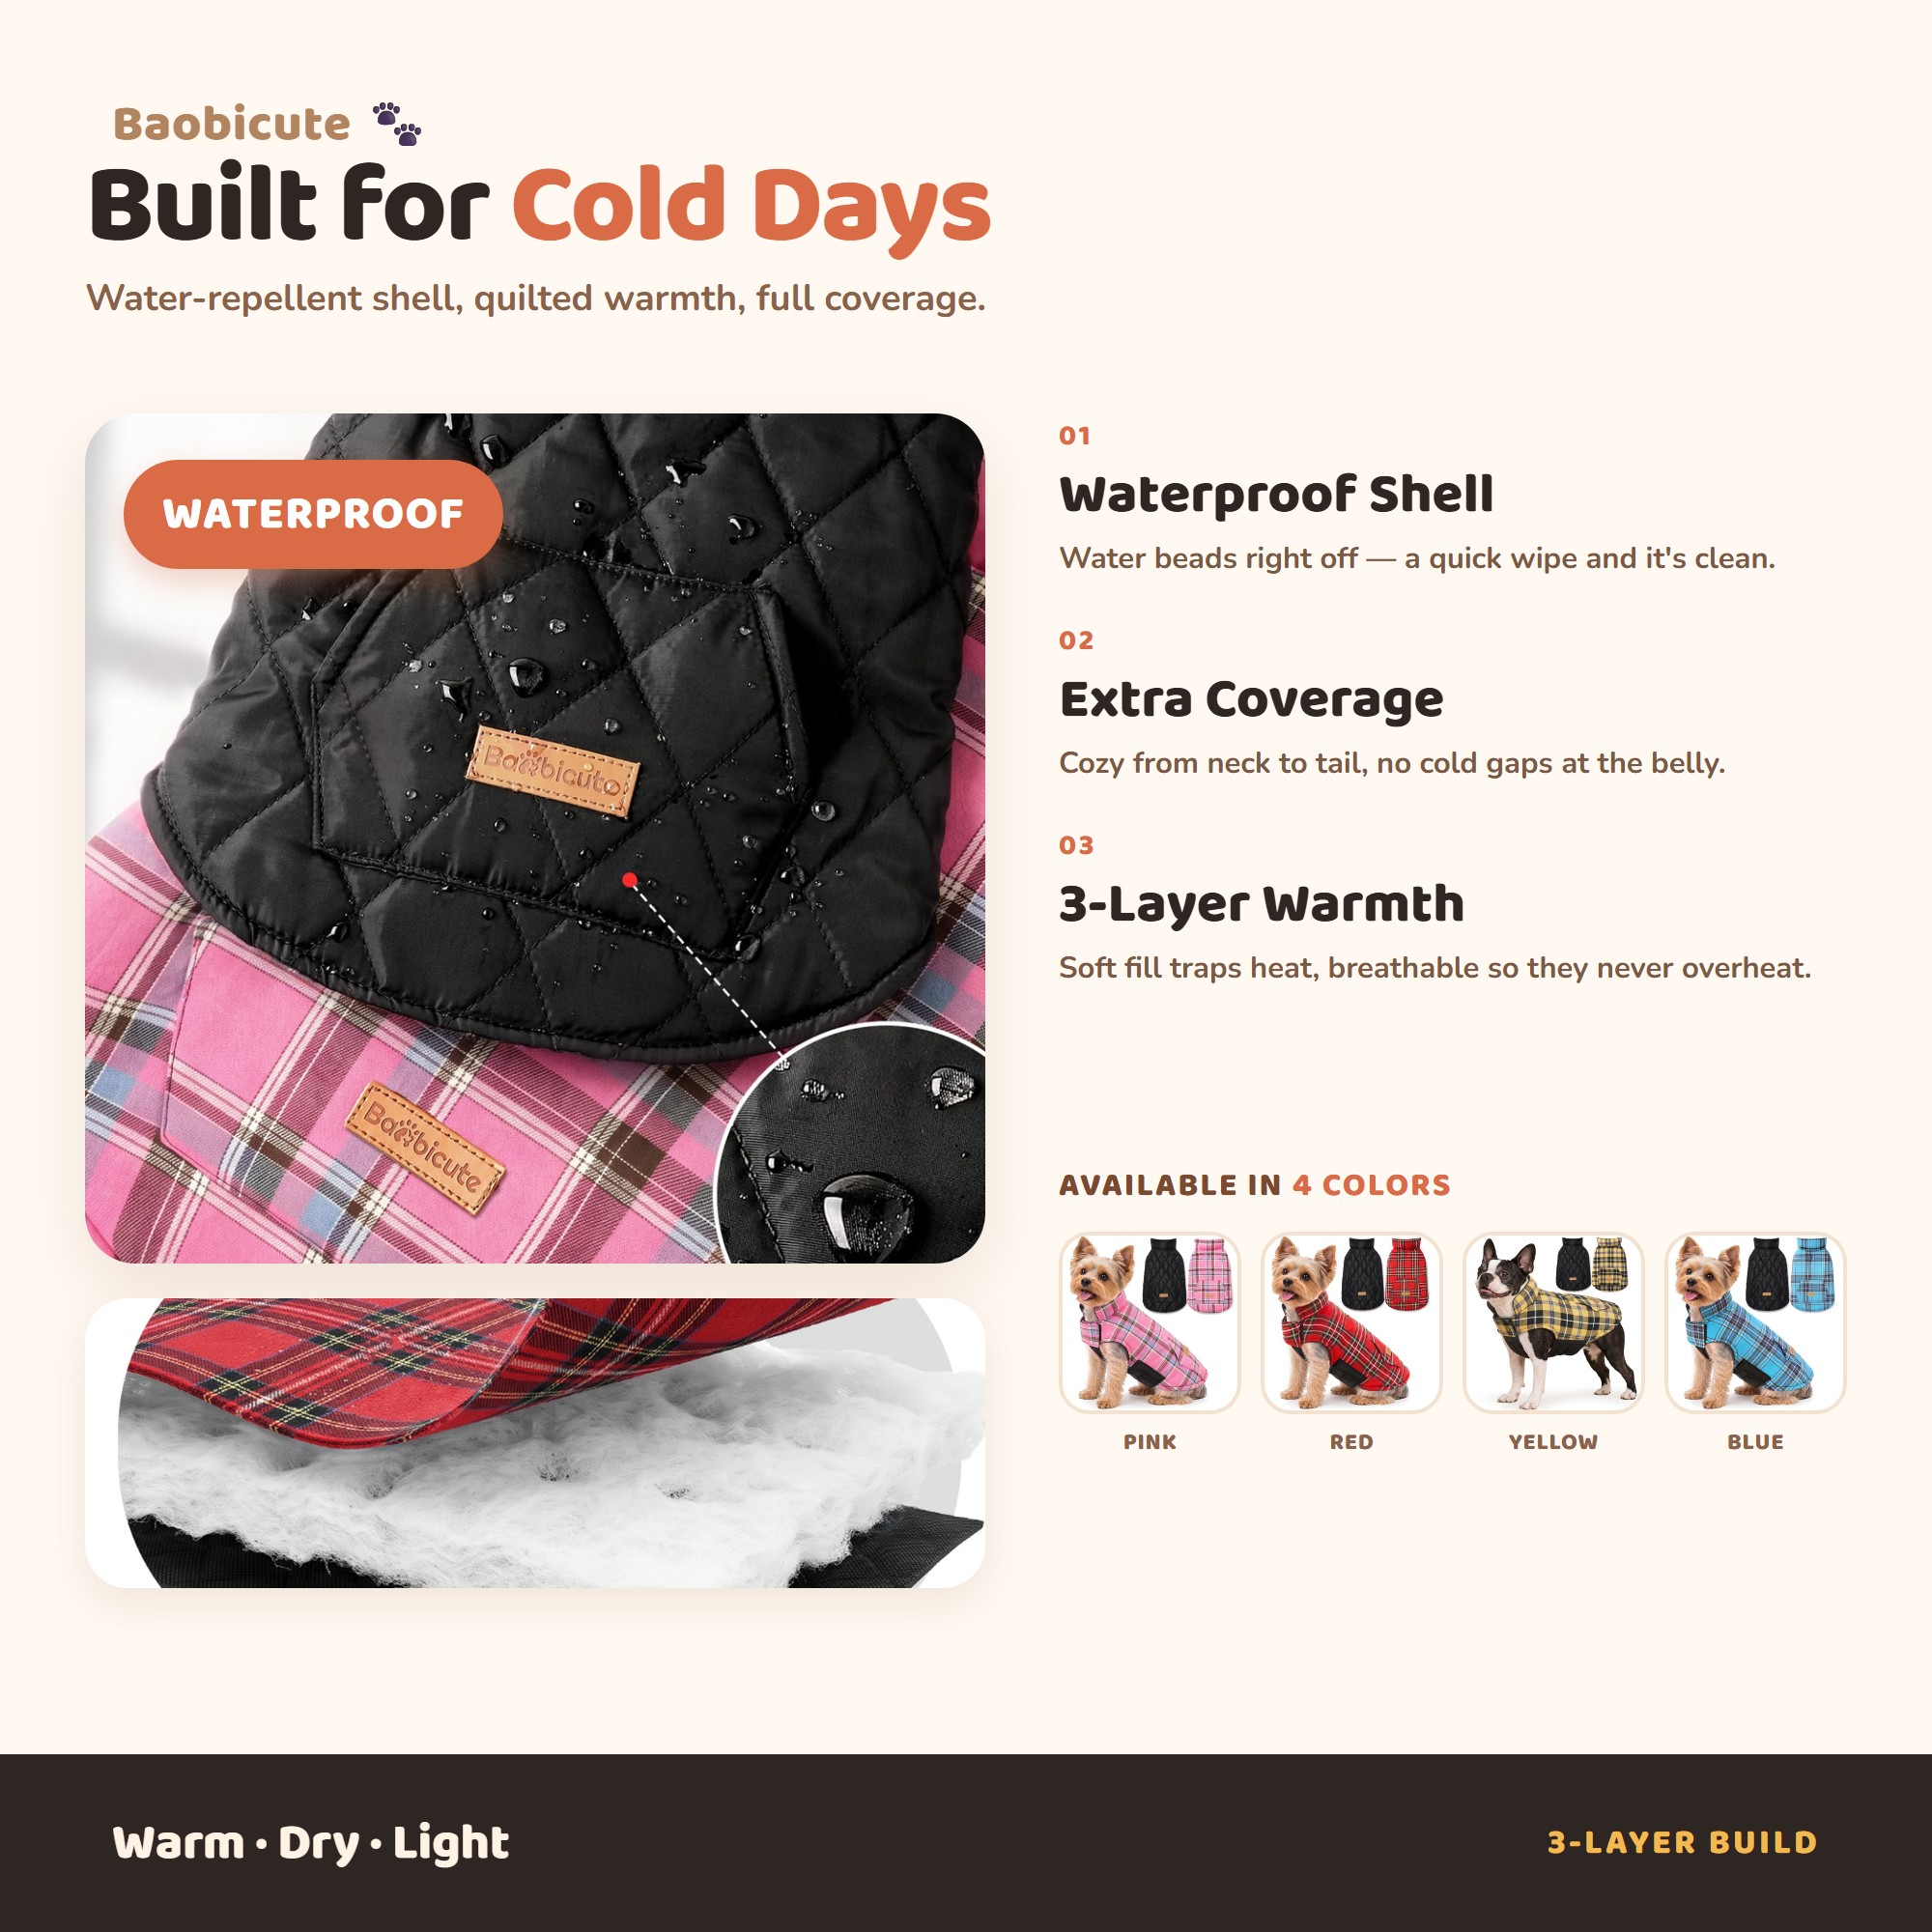 Baobicute
Built for Cold Days
Water-repellent shell, quilted warmth, full coverage.
WATERPROOF
Baobicute
Baobicute
01
Waterproof Shell
Water beads right off — a quick wipe and it's clean.
02
Extra Coverage
Cozy from neck to tail, no cold gaps at the belly.
03
3-Layer Warmth
Soft fill traps heat, breathable so they never overheat.
AVAILABLE IN 4 COLORS
PINK
RED
YELLOW
BLUE
Warm · Dry · Light
3-LAYER BUILD